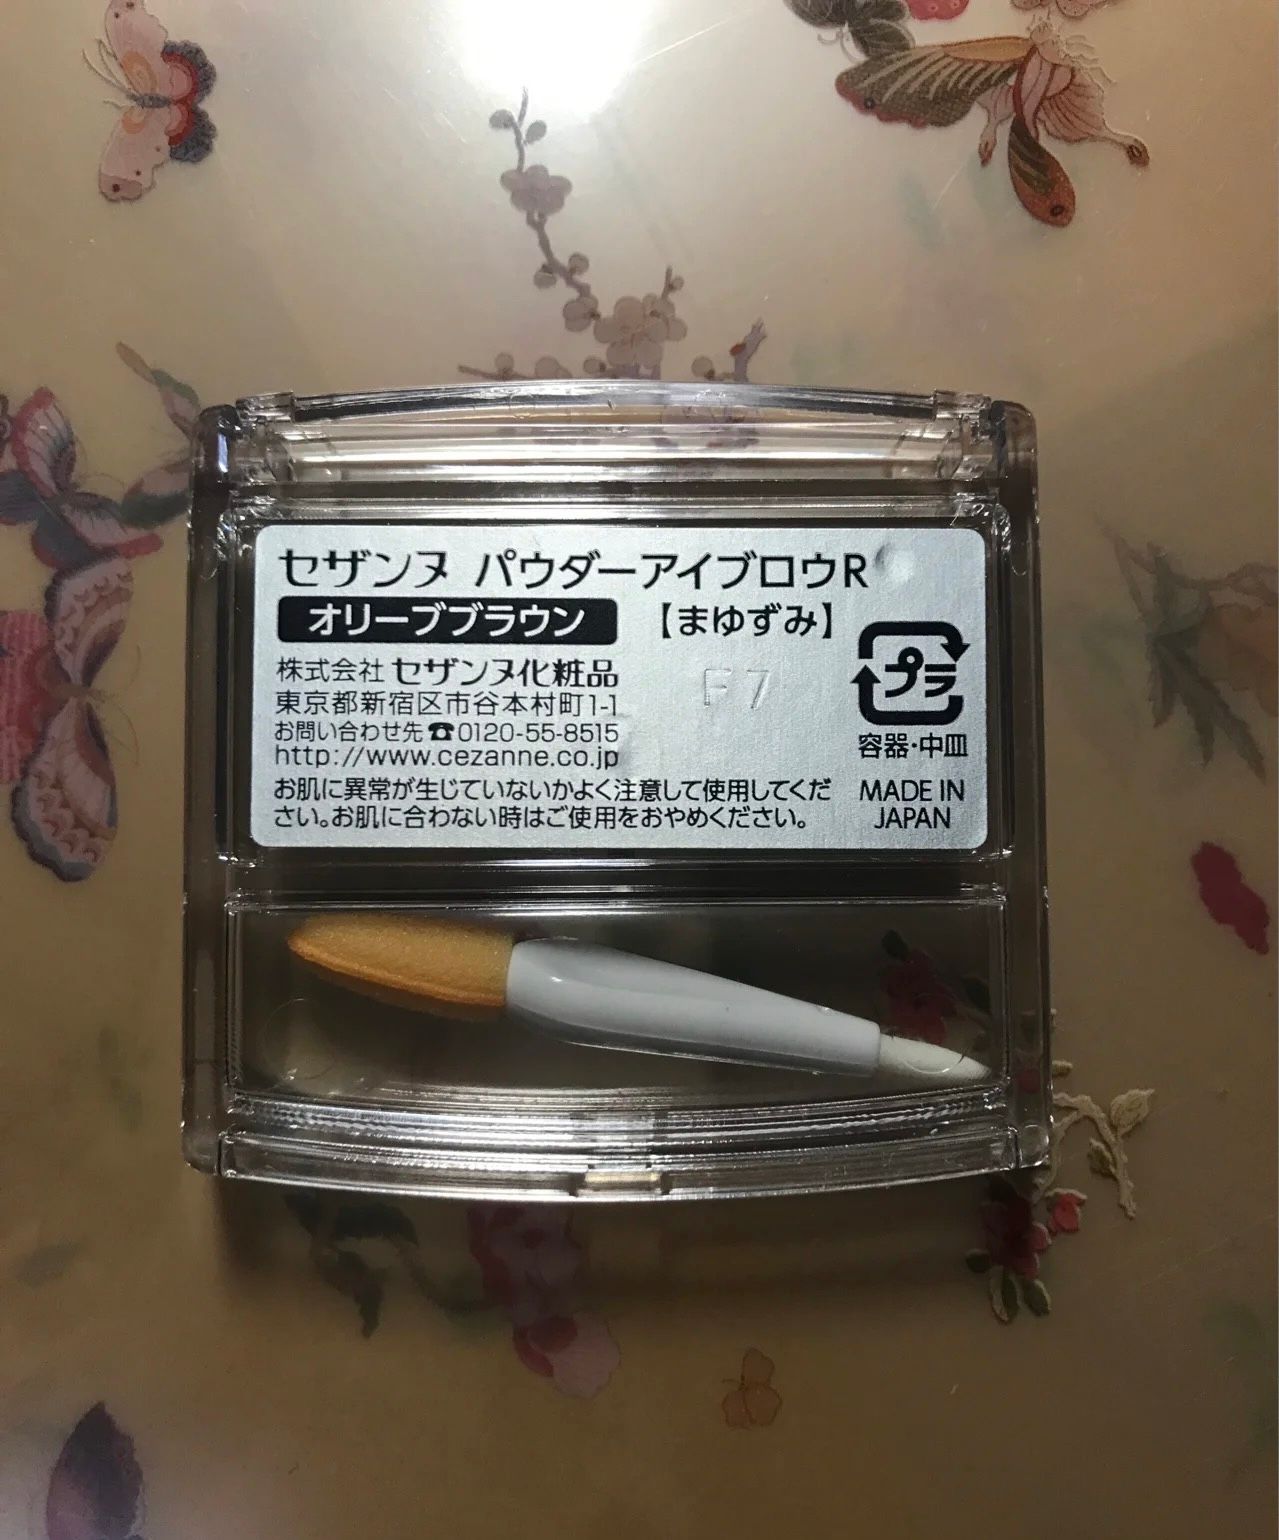 セザンヌ パウダーアイブロウR
オリーブブラウン 【まゆずみ】
株式会社 セザンヌ化粧品
東京都新宿区市谷本村町1-1
お問い合わせ先☎0120-55-8515
http://www.cezanne.co.jp
お肌に異常が生じていないかよく注意して使用してくだ
さい。お肌に合わない時はご使用をおやめください。
F7
プラ
容器・中皿
MADE IN
JAPAN